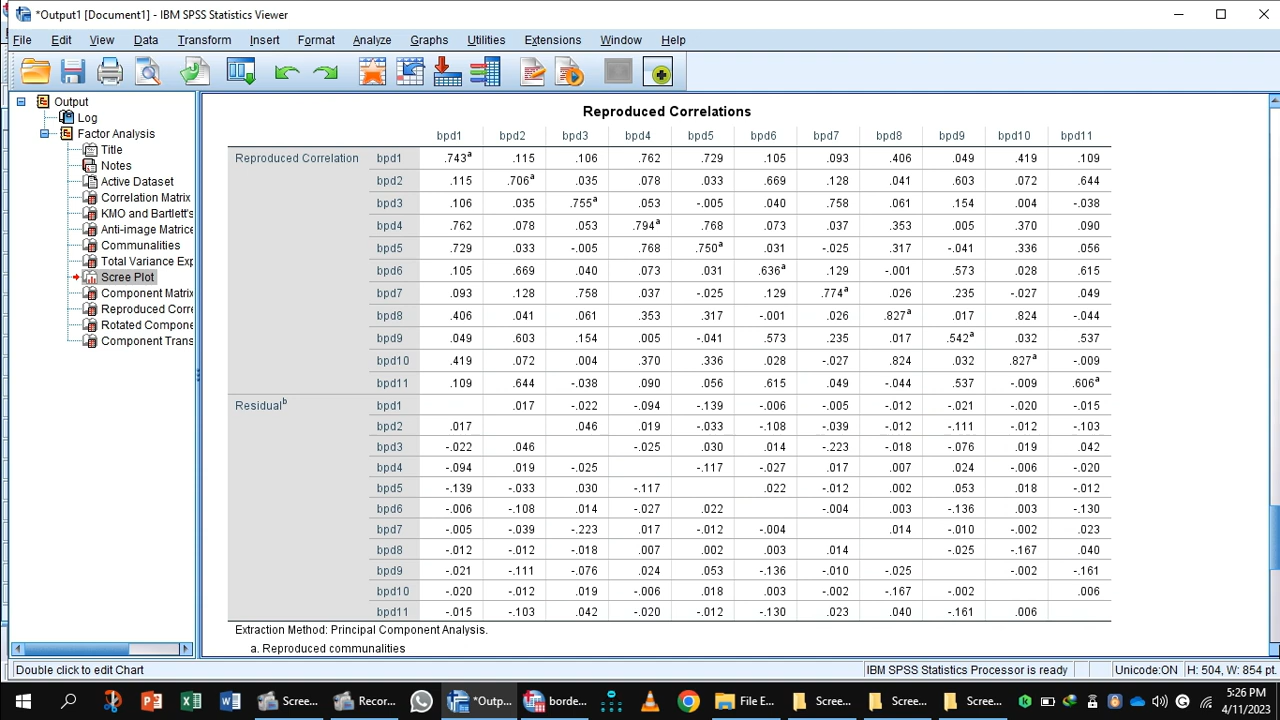 *Output1 [Document1] - IBM SPSS Statistics Viewer
File Edit View Data Transform Insert Format Analyze Graphs Utilities Extensions Window Help
Output
Log
Factor Analysis
Title
Notes
Active Dataset
Correlation Matrix
KMO and Bartlett's
Anti-image Matrice
Communalities
Total Variance Exp
Scree Plot
Component Matrix
Reproduced Corre
Rotated Compone
Component Trans
Reproduced Correlations
bpd1 bpd2 bpd3 bpd4 bpd5 bpd6 bpd7 bpd8 bpd9 bpd10 bpd11
Reproduced Correlation bpd1 .743a .115 .106 .762 .729 .105 .093 .406 .049 .419 .109
bpd2 .115 .706a .035 .078 .033 .669 .128 .041 .603 .072 .644
bpd3 .106 .035 .755a .053 -.005 .040 .758 .061 .154 .004 -.038
bpd4 .762 .078 .053 .794a .768 .073 .037 .353 .005 .370 .090
bpd5 .729 .033 -.005 .768 .750a .031 -.025 .317 -.041 .336 .056
bpd6 .105 .669 .040 .073 .031 .636a .129 -.001 .573 .028 .615
bpd7 .093 .128 .758 .037 -.025 .129 .774a .026 .235 -.027 .049
bpd8 .406 .041 .061 .353 .317 -.001 .026 .827a .017 .824 -.044
bpd9 .049 .603 .154 .005 -.041 .573 .235 .017 .542a .032 .537
bpd10 .419 .072 .004 .370 .336 .028 -.027 .824 .032 .827a -.009
bpd11 .109 .644 -.038 .090 .056 .615 .049 -.044 .537 -.009 .606a
Residualb bpd1 .017 -.022 -.094 -.139 -.006 -.005 -.012 -.021 -.020 -.015
bpd2 .017 .046 .019 -.033 -.108 -.039 -.012 -.111 -.012 -.103
bpd3 -.022 .046 -.025 .030 .014 -.223 -.018 -.076 .019 .042
bpd4 -.094 .019 -.025 -.117 -.027 .017 .007 .024 -.006 -.020
bpd5 -.139 -.033 .030 -.117 .022 -.012 .002 .053 .018 -.012
bpd6 -.006 -.108 .014 -.027 .022 -.004 .003 -.136 .003 -.130
bpd7 -.005 -.039 -.223 .017 -.012 -.004 .014 -.010 -.002 .023
bpd8 -.012 -.012 -.018 .007 .002 .003 .014 -.025 -.167 .040
bpd9 -.021 -.111 -.076 .024 .053 -.136 -.010 -.025 -.002 -.161
bpd10 -.020 -.012 .019 -.006 .018 .003 -.002 -.167 -.002 .006
bpd11 -.015 -.103 .042 -.020 -.012 -.130 .023 .040 -.161 .006
Extraction Method: Principal Component Analysis.
a. Reproduced communalities
Double click to edit Chart IBM SPSS Statistics Processor is ready Unicode:ON H: 504, W: 854 pt.
Scree... Recor... *Outp... borde... File E... Scree... Scree... Scree... 5:26 PM
4/11/2023